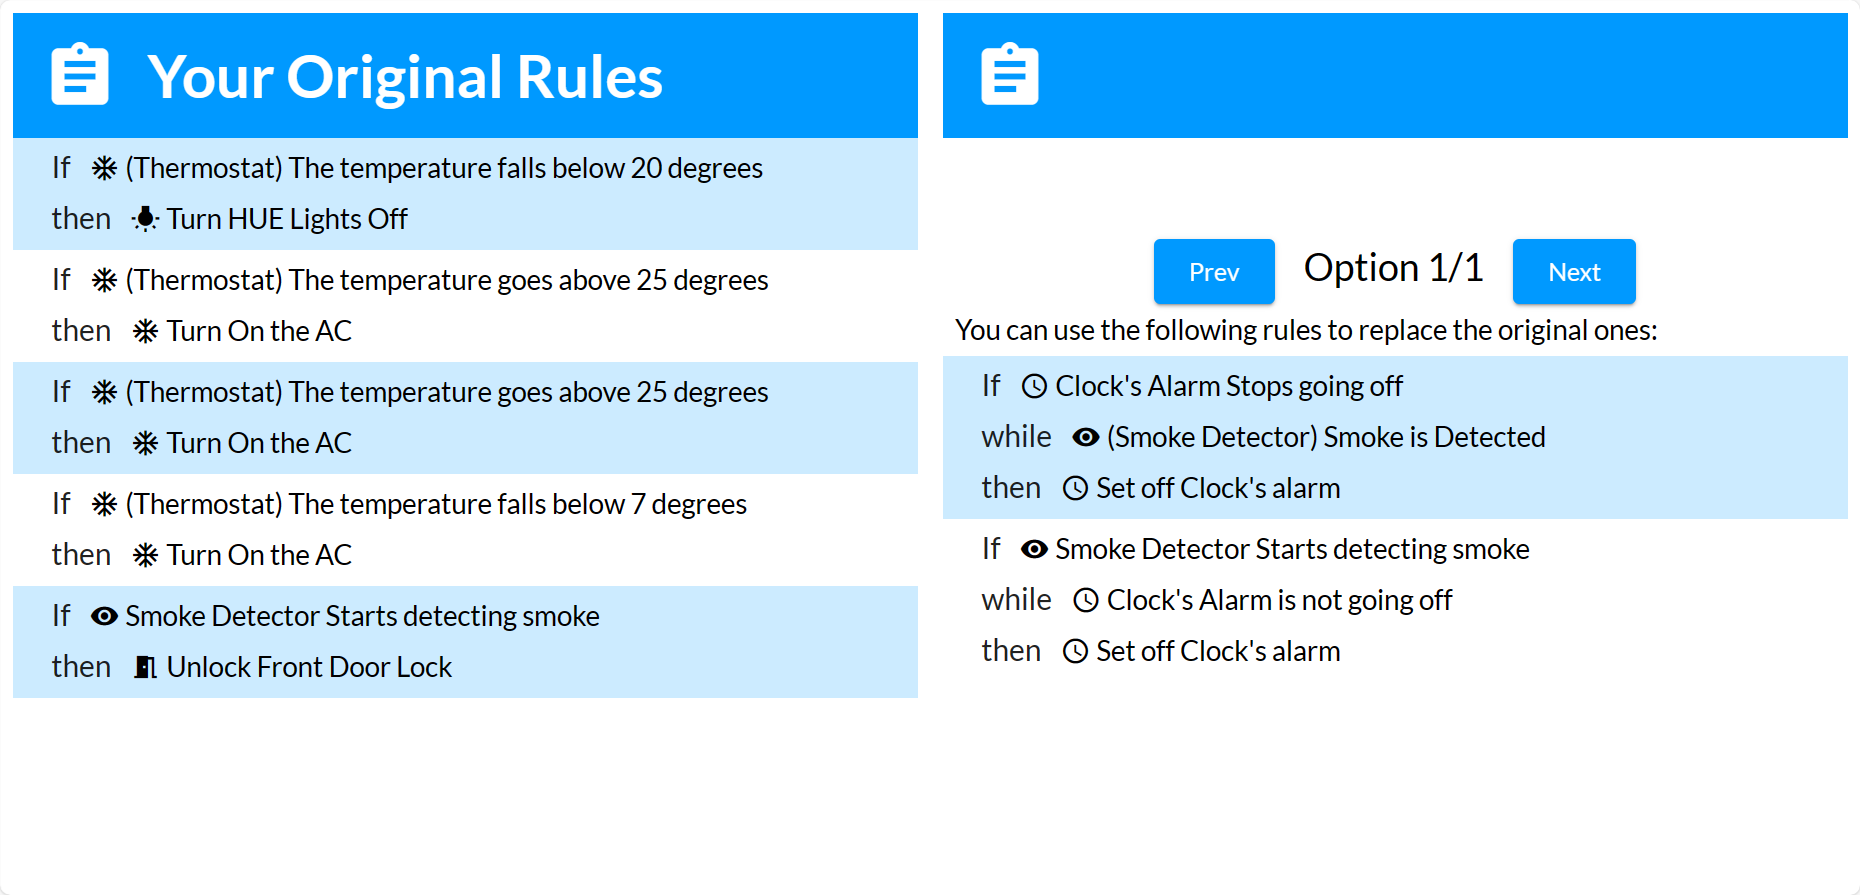 Your Original Rules
If (Thermostat) The temperature falls below 20 degrees
then Turn HUE Lights Off
If (Thermostat) The temperature goes above 25 degrees
then Turn On the AC
If (Thermostat) The temperature goes above 25 degrees
then Turn On the AC
If (Thermostat) The temperature falls below 7 degrees
then Turn On the AC
If Smoke Detector Starts detecting smoke
then Unlock Front Door Lock
Prev Option 1/1 Next
You can use the following rules to replace the original ones:
If Clock's Alarm Stops going off
while (Smoke Detector) Smoke is Detected
then Set off Clock's alarm
If Smoke Detector Starts detecting smoke
while Clock's Alarm is not going off
then Set off Clock's alarm